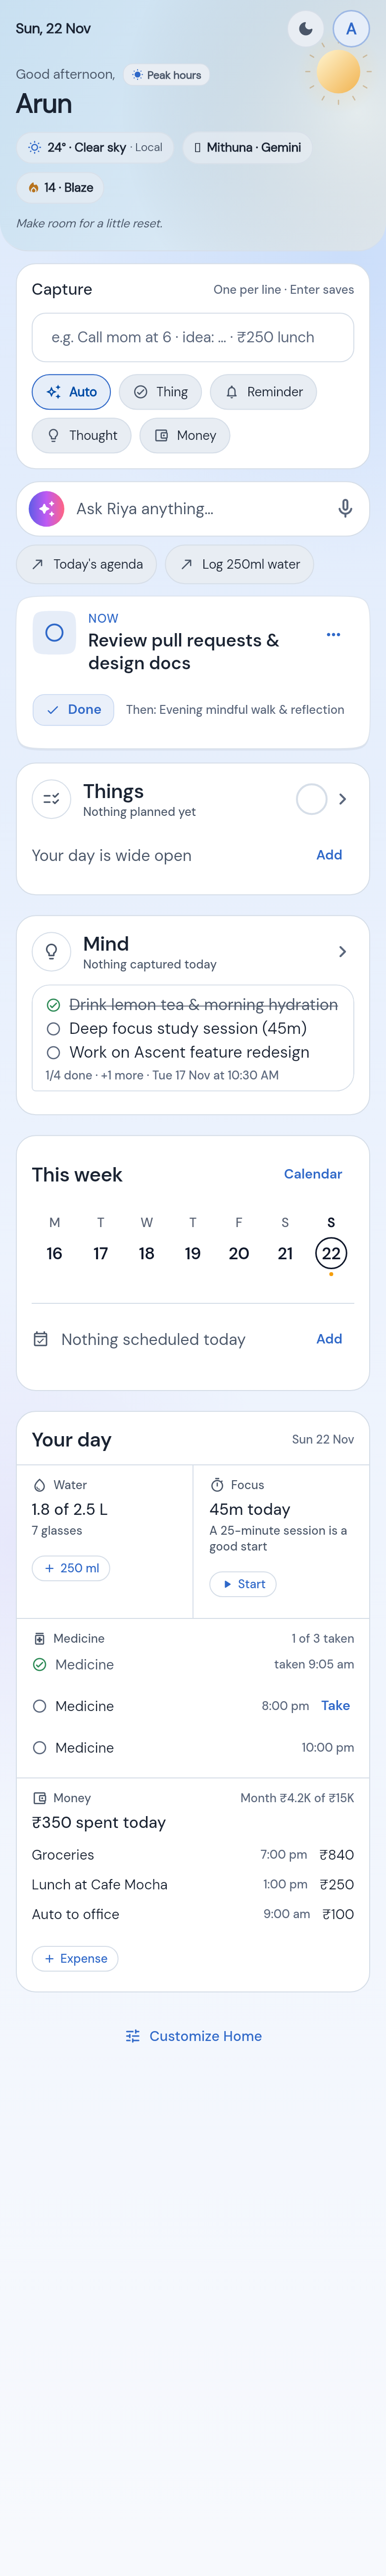 Sun, 22 Nov
A
Good afternoon,
Peak hours
Arun
24° · Clear sky · Local
Mithuna · Gemini
14 · Blaze
Make room for a little reset.
Capture
One per line · Enter saves
e.g. Call mom at 6 · idea: ... · ₹250 lunch
Auto
Thing
Reminder
Thought
Money
Ask Riya anything...
Today's agenda
Log 250ml water
NOW
Review pull requests &
design docs
Done
Then: Evening mindful walk & reflection
Things
Nothing planned yet
Your day is wide open
Add
Mind
Nothing captured today
Drink lemon tea & morning hydration
Deep focus study session (45m)
Work on Ascent feature redesign
1/4 done · +1 more · Tue 17 Nov at 10:30 AM
This week
Calendar
M T W T F S S
16 17 18 19 20 21 22
Nothing scheduled today
Add
Your day
Sun 22 Nov
Water
1.8 of 2.5 L
7 glasses
+ 250 ml
Focus
45m today
A 25-minute session is a
good start
Start
Medicine
1 of 3 taken
Medicine
taken 9:05 am
Medicine
8:00 pm
Take
Medicine
10:00 pm
Money
Month ₹4.2K of ₹15K
₹350 spent today
Groceries
7:00 pm
₹840
Lunch at Cafe Mocha
1:00 pm
₹250
Auto to office
9:00 am
₹100
+ Expense
Customize Home